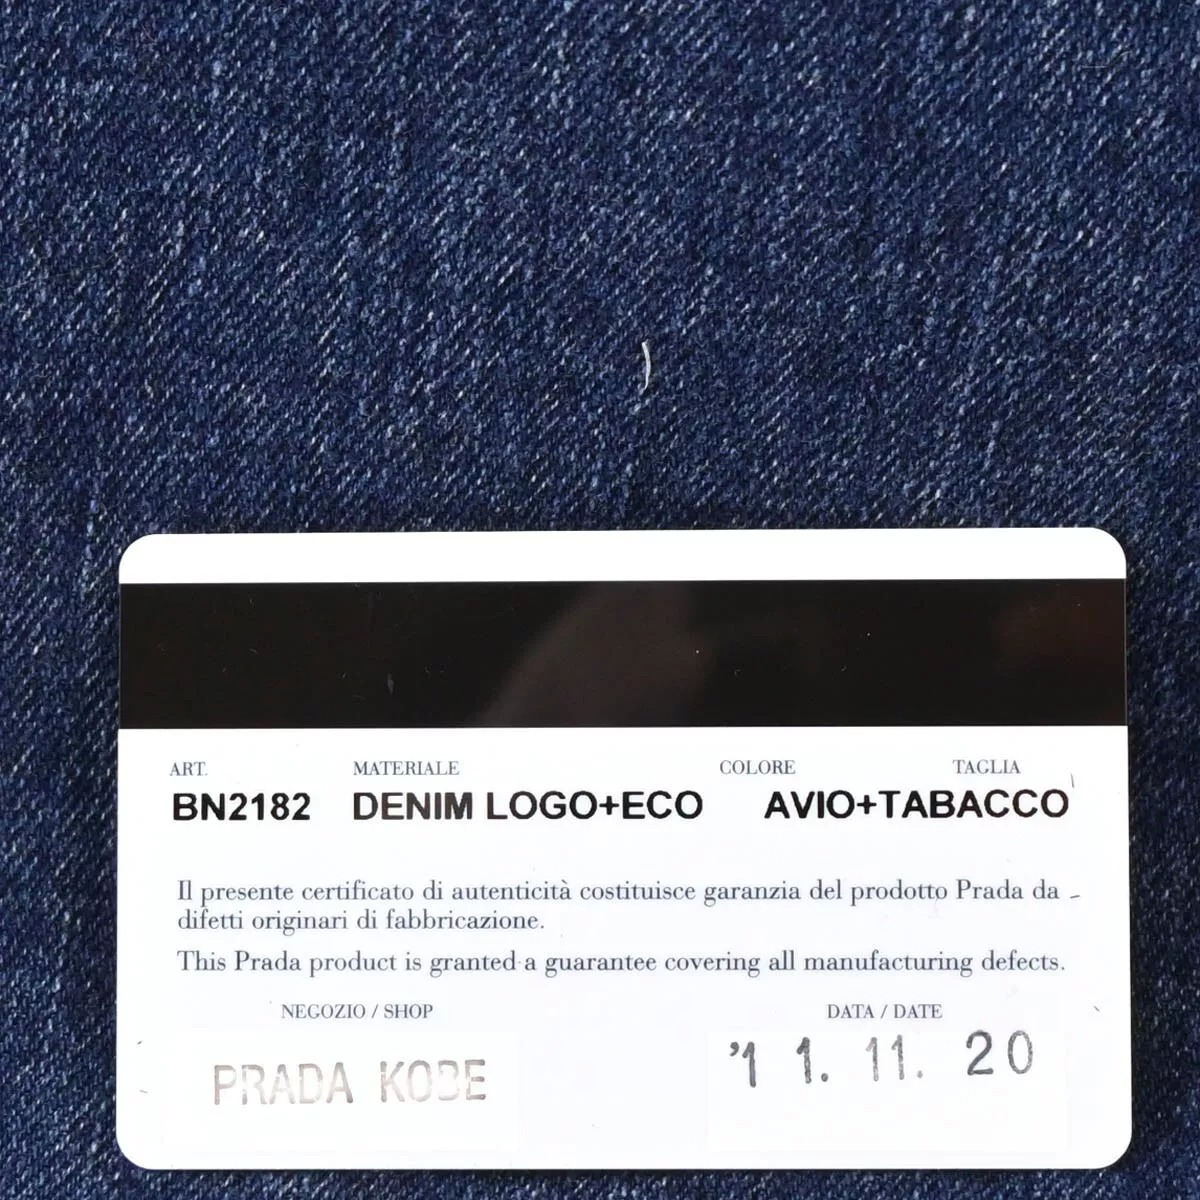 ART. MATERIALE COLORE TAGLIA
BN2182 DENIM LOGO+ECO AVIO+TABACCO
Il presente certificato di autenticità costituisce garanzia del prodotto Prada da
difetti originari di fabbricazione.
This Prada product is granted a guarantee covering all manufacturing defects.
NEGOZIO / SHOP DATA / DATE
PRADA KOBE '11. 11. 20